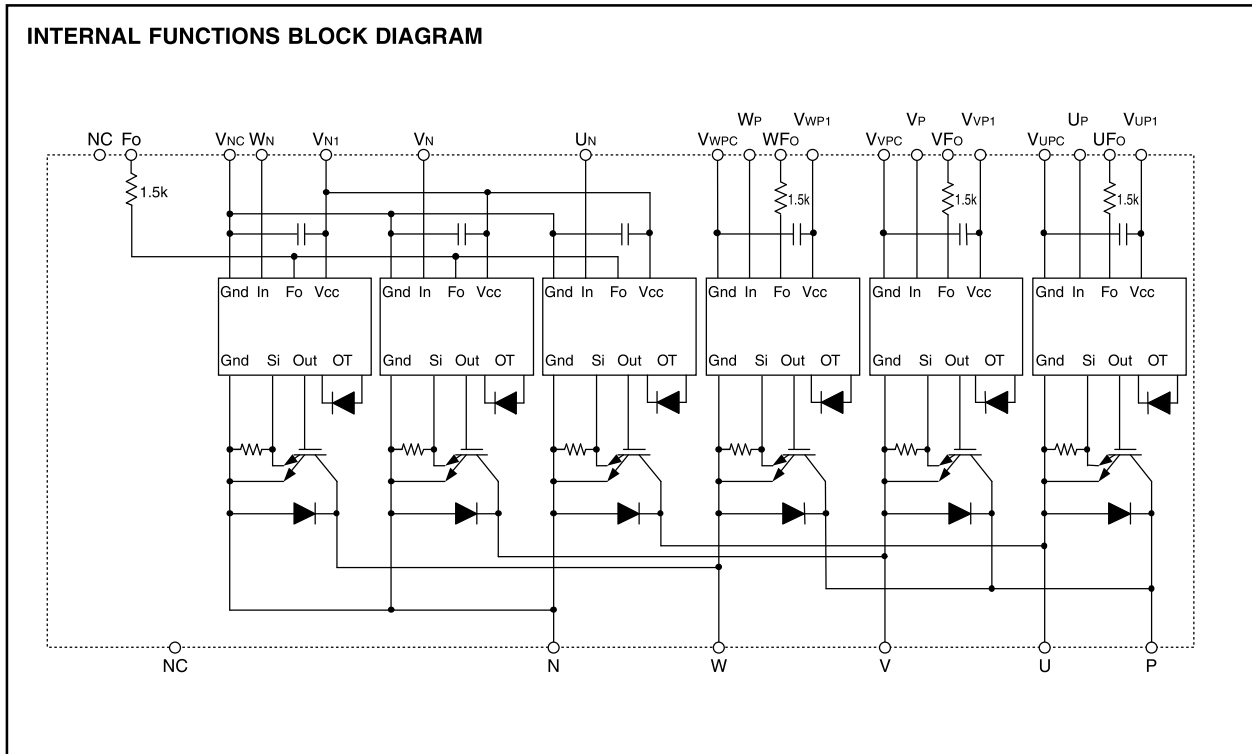 INTERNAL FUNCTIONS BLOCK DIAGRAM
WP VWP1 VP VVP1 UP VUP1
NC FO VNC WN VN1 VN UN VWPC WFO VVPC VFO VUPC UFO
1.5k 1.5k 1.5k 1.5k
Gnd In Fo Vcc Gnd In Fo Vcc Gnd In Fo Vcc Gnd In Fo Vcc Gnd In Fo Vcc Gnd In Fo Vcc
Gnd Si Out OT Gnd Si Out OT Gnd Si Out OT Gnd Si Out OT Gnd Si Out OT Gnd Si Out OT
NC N W V U P